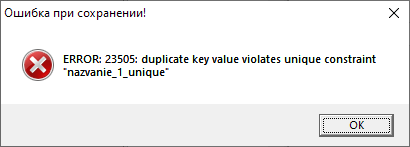 Ошибка при сохранении!
ERROR: 23505: duplicate key value violates unique constraint
"nazvanie_1_unique"
OK